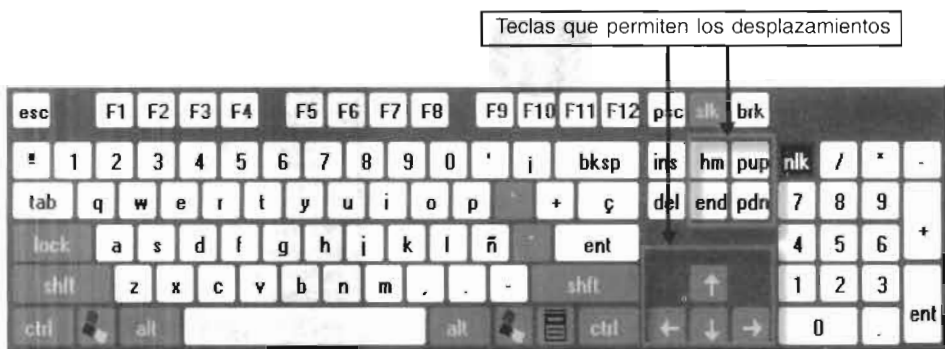 Teclas que permiten los desplazamientos
esc F1 F2 F3 F4 F5 F6 F7 F8 F9 F10 F11 F12 psc slk brk
º 1 2 3 4 5 6 7 8 9 0 ' ¡ bksp ins hm pup nlk / * -
tab q w e r t y u i o p ` + ç del end pdn 7 8 9 +
lock a s d f g h j k l ñ ´ ent 4 5 6
shft z x c v b n m , . - shft ↑ 1 2 3 ent
ctrl alt alt ctrl ← ↓ → 0 .